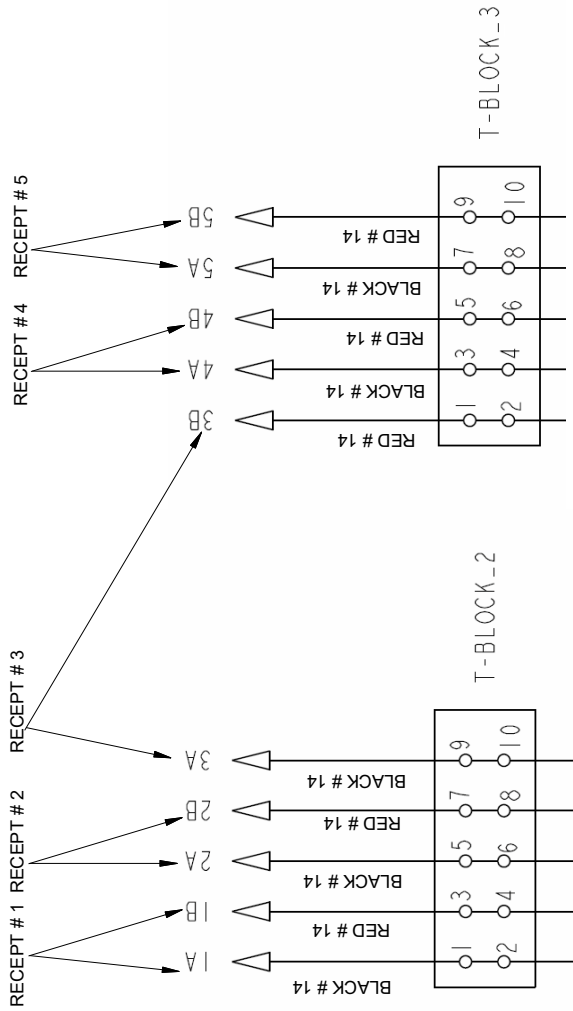 RECEPT # 1
RECEPT # 2
RECEPT # 3
RECEPT # 4
RECEPT # 5
1A
1B
2A
2B
3A
3B
4A
4B
5A
5B
BLACK # 14
RED # 14
BLACK # 14
RED # 14
BLACK # 14
RED # 14
BLACK # 14
RED # 14
BLACK # 14
RED # 14
1
3
5
7
9
2
4
6
8
10
T-BLOCK_2
1
3
5
7
9
2
4
6
8
10
T-BLOCK_3